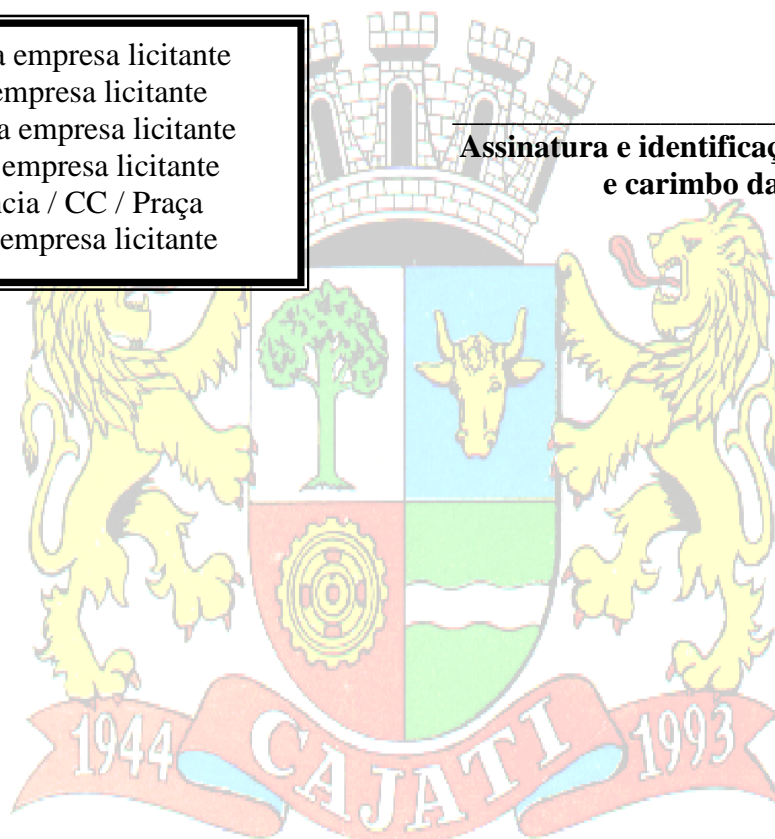 a empresa licitante
empresa licitante
a empresa licitante
empresa licitante
ncia / CC / Praça
empresa licitante
Assinatura e identificaç
e carimbo da
1944 CAJATI 1993